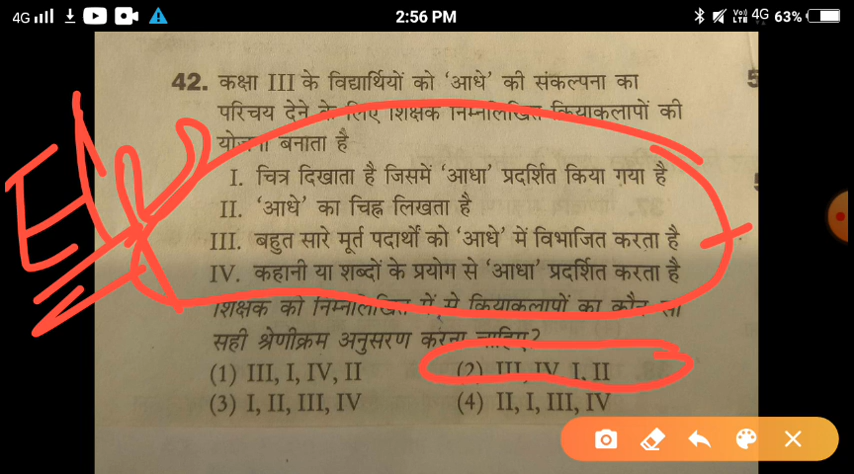 4G 2:56 PM Vo)) LTE 4G 63%
42. कक्षा III के विद्यार्थियों को 'आधे' की संकल्पना का
परिचय देने के लिए शिक्षक निम्नलिखित क्रियाकलापों की
योजना बनाता है
I. चित्र दिखाता है जिसमें 'आधा' प्रदर्शित किया गया है
II. 'आधे' का चिह्न लिखता है
III. बहुत सारे मूर्त पदार्थों को 'आधे' में विभाजित करता है
IV. कहानी या शब्दों के प्रयोग से 'आधा' प्रदर्शित करता है
शिक्षक को निम्नलिखित में से क्रियाकलापों का कौन सा
सही श्रेणीक्रम अनुसरण करना चाहिए?
(1) III, I, IV, II (2) III, IV, I, II
(3) I, II, III, IV (4) II, I, III, IV